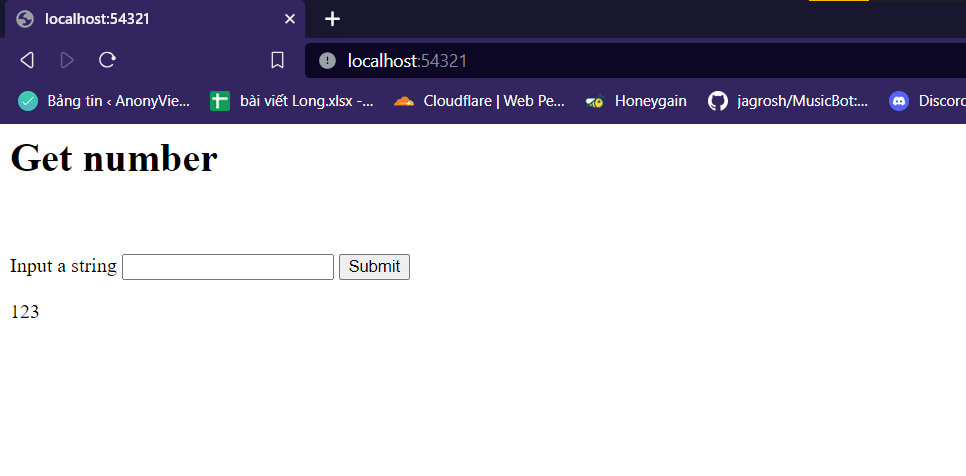 localhost:54321
localhost:54321
Bảng tin ‹ AnonyVie... bài viết Long.xlsx -... Cloudflare | Web Pe... Honeygain jagrosh/MusicBot:... Discord
Get number
Input a string Submit
123